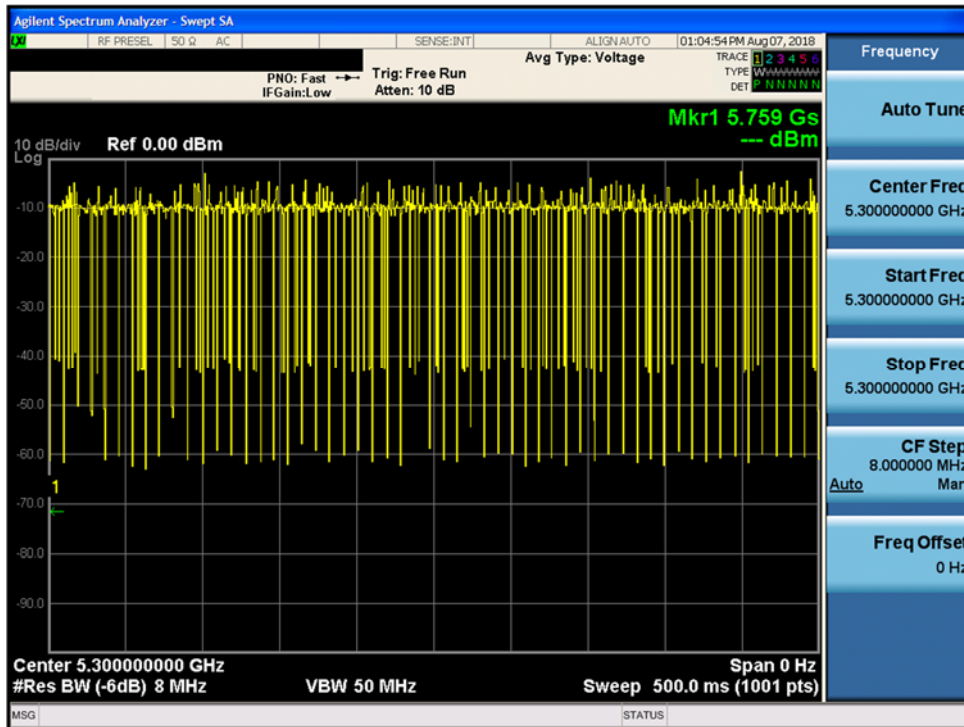 Agilent Spectrum Analyzer - Swept SA
LXI RF PRESEL 50 Ω AC SENSE:INT ALIGN AUTO 01:04:54 PM Aug 07, 2018
Frequency
Avg Type: Voltage
TRACE 1 2 3 4 5 6
PNO: Fast Trig: Free Run
TYPE W
IFGain:Low Atten: 10 dB
DET P N N N N N
Auto Tune
Mkr1 5.759 Gs
--- dBm
10 dB/div Ref 0.00 dBm
Log
Center Freq
5.300000000 GHz
-10.0
-20.0
Start Freq
5.300000000 GHz
-30.0
-40.0
Stop Freq
5.300000000 GHz
-50.0
-60.0
CF Step
8.000000 MHz
Auto Man
1
-70.0
-80.0
Freq Offset
0 Hz
-90.0
Center 5.300000000 GHz Span 0 Hz
#Res BW (-6dB) 8 MHz VBW 50 MHz Sweep 500.0 ms (1001 pts)
MSG STATUS